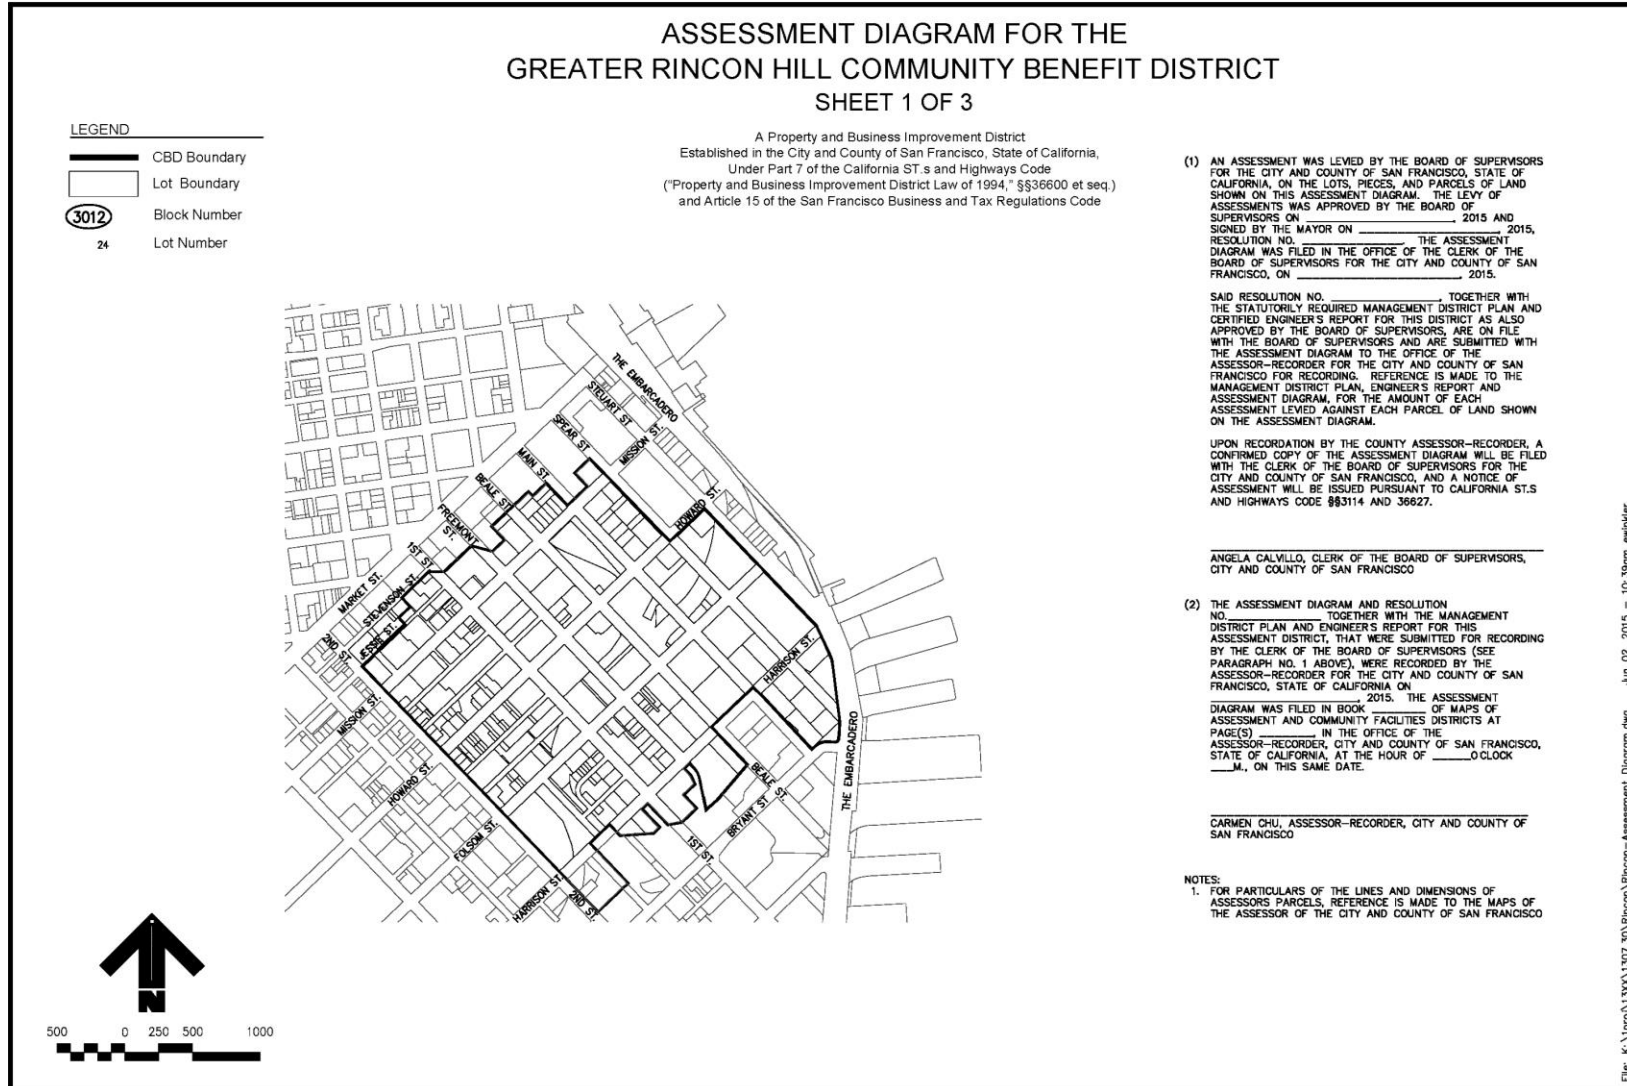 ASSESSMENT DIAGRAM FOR THE
GREATER RINCON HILL COMMUNITY BENEFIT DISTRICT
SHEET 1 OF 3
A Property and Business Improvement District
Established in the City and County of San Francisco, State of California,
Under Part 7 of the California ST.s and Highways Code
("Property and Business Improvement District Law of 1994," §§36600 et seq.)
and Article 15 of the San Francisco Business and Tax Regulations Code
LEGEND
CBD Boundary
Lot Boundary
3012 Block Number
24 Lot Number
THE EMBARCADERO
STEUART ST
SPEAR ST
MISSION ST.
MAIN ST.
BEALE ST.
HOWARD ST.
FREEMONT
ST.
1ST ST
MARKET ST.
STEVENSON ST.
JESSIE ST.
2ND ST.
HARRISON ST.
MISSION ST.
THE EMBARCADERO
HOWARD ST.
BEALE ST.
BRYANT ST
FOLSOM ST.
1ST ST.
HARRISON ST.
2ND ST.
N
500 0 250 500 1000
(1) AN ASSESSMENT WAS LEVIED BY THE BOARD OF SUPERVISORS
FOR THE CITY AND COUNTY OF SAN FRANCISCO, STATE OF
CALIFORNIA, ON THE LOTS, PIECES, AND PARCELS OF LAND
SHOWN ON THIS ASSESSMENT DIAGRAM. THE LEVY OF
ASSESSMENTS WAS APPROVED BY THE BOARD OF
SUPERVISORS ON ____________________, 2015 AND
SIGNED BY THE MAYOR ON ____________________, 2015,
RESOLUTION NO. ______________. THE ASSESSMENT
DIAGRAM WAS FILED IN THE OFFICE OF THE CLERK OF THE
BOARD OF SUPERVISORS FOR THE CITY AND COUNTY OF SAN
FRANCISCO, ON ______________________, 2015.
SAID RESOLUTION NO. ______________, TOGETHER WITH
THE STATUTORILY REQUIRED MANAGEMENT DISTRICT PLAN AND
CERTIFIED ENGINEER'S REPORT FOR THIS DISTRICT AS ALSO
APPROVED BY THE BOARD OF SUPERVISORS, ARE ON FILE
WITH THE BOARD OF SUPERVISORS AND ARE SUBMITTED WITH
THE ASSESSMENT DIAGRAM TO THE OFFICE OF THE
ASSESSOR-RECORDER FOR THE CITY AND COUNTY OF SAN
FRANCISCO FOR RECORDING. REFERENCE IS MADE TO THE
MANAGEMENT DISTRICT PLAN, ENGINEER'S REPORT AND
ASSESSMENT DIAGRAM, FOR THE AMOUNT OF EACH
ASSESSMENT LEVIED AGAINST EACH PARCEL OF LAND SHOWN
ON THE ASSESSMENT DIAGRAM.
UPON RECORDATION BY THE COUNTY ASSESSOR-RECORDER, A
CONFIRMED COPY OF THE ASSESSMENT DIAGRAM WILL BE FILED
WITH THE CLERK OF THE BOARD OF SUPERVISORS FOR THE
CITY AND COUNTY OF SAN FRANCISCO, AND A NOTICE OF
ASSESSMENT WILL BE ISSUED PURSUANT TO CALIFORNIA ST.S
AND HIGHWAYS CODE §§3114 AND 36627.
ANGELA CALVILLO, CLERK OF THE BOARD OF SUPERVISORS,
CITY AND COUNTY OF SAN FRANCISCO
(2) THE ASSESSMENT DIAGRAM AND RESOLUTION
NO.______________ TOGETHER WITH THE MANAGEMENT
DISTRICT PLAN AND ENGINEER'S REPORT FOR THIS
ASSESSMENT DISTRICT, THAT WERE SUBMITTED FOR RECORDING
BY THE CLERK OF THE BOARD OF SUPERVISORS (SEE
PARAGRAPH NO. 1 ABOVE), WERE RECORDED BY THE
ASSESSOR-RECORDER FOR THE CITY AND COUNTY OF SAN
FRANCISCO, STATE OF CALIFORNIA ON
____________________, 2015. THE ASSESSMENT
DIAGRAM WAS FILED IN BOOK ________ OF MAPS OF
ASSESSMENT AND COMMUNITY FACILITIES DISTRICTS AT
PAGE(S) ________, IN THE OFFICE OF THE
ASSESSOR-RECORDER, CITY AND COUNTY OF SAN FRANCISCO,
STATE OF CALIFORNIA, AT THE HOUR OF ______O'CLOCK
___M., ON THIS SAME DATE.
CARMEN CHU, ASSESSOR-RECORDER, CITY AND COUNTY OF
SAN FRANCISCO
NOTES:
1. FOR PARTICULARS OF THE LINES AND DIMENSIONS OF
ASSESSORS PARCELS, REFERENCE IS MADE TO THE MAPS OF
THE ASSESSOR OF THE CITY AND COUNTY OF SAN FRANCISCO